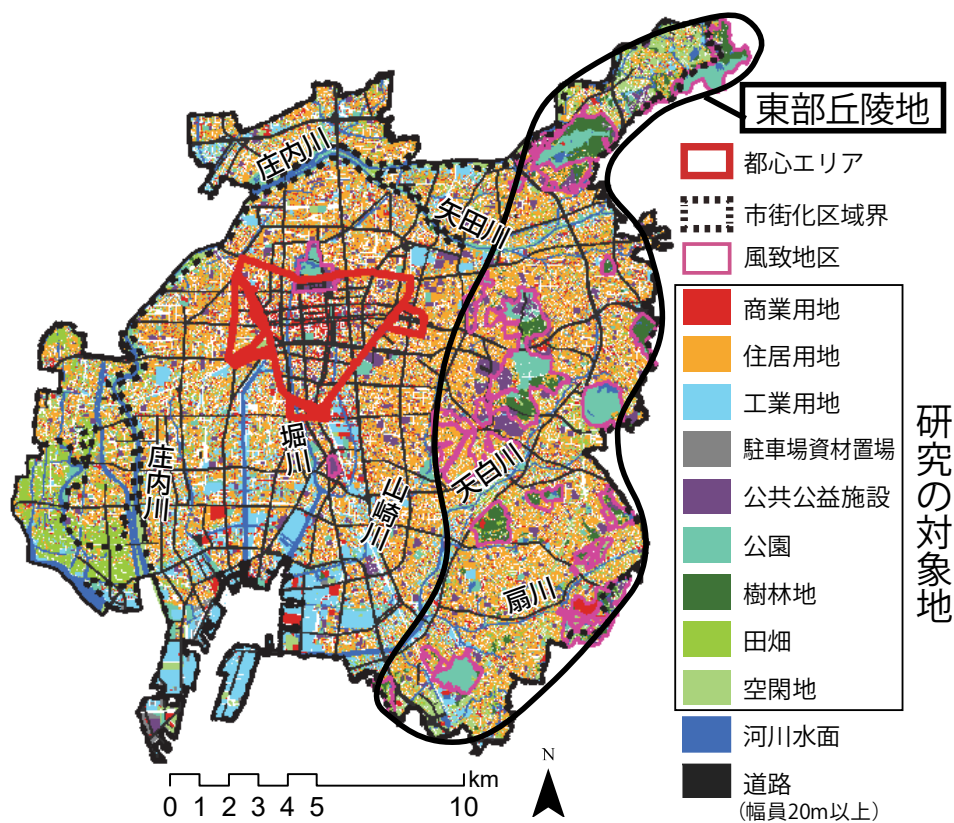 東部丘陵地
都心エリア
市街化区域界
風致地区
商業用地
住居用地
工業用地
駐車場資材置場
公共公益施設
公園
樹林地
田畑
空閑地
研究の対象地
河川水面
道路
(幅員20m以上)
庄内川
矢田川
庄内川
堀川
山崎川
天白川
扇川
N
km
0 1 2 3 4 5 10